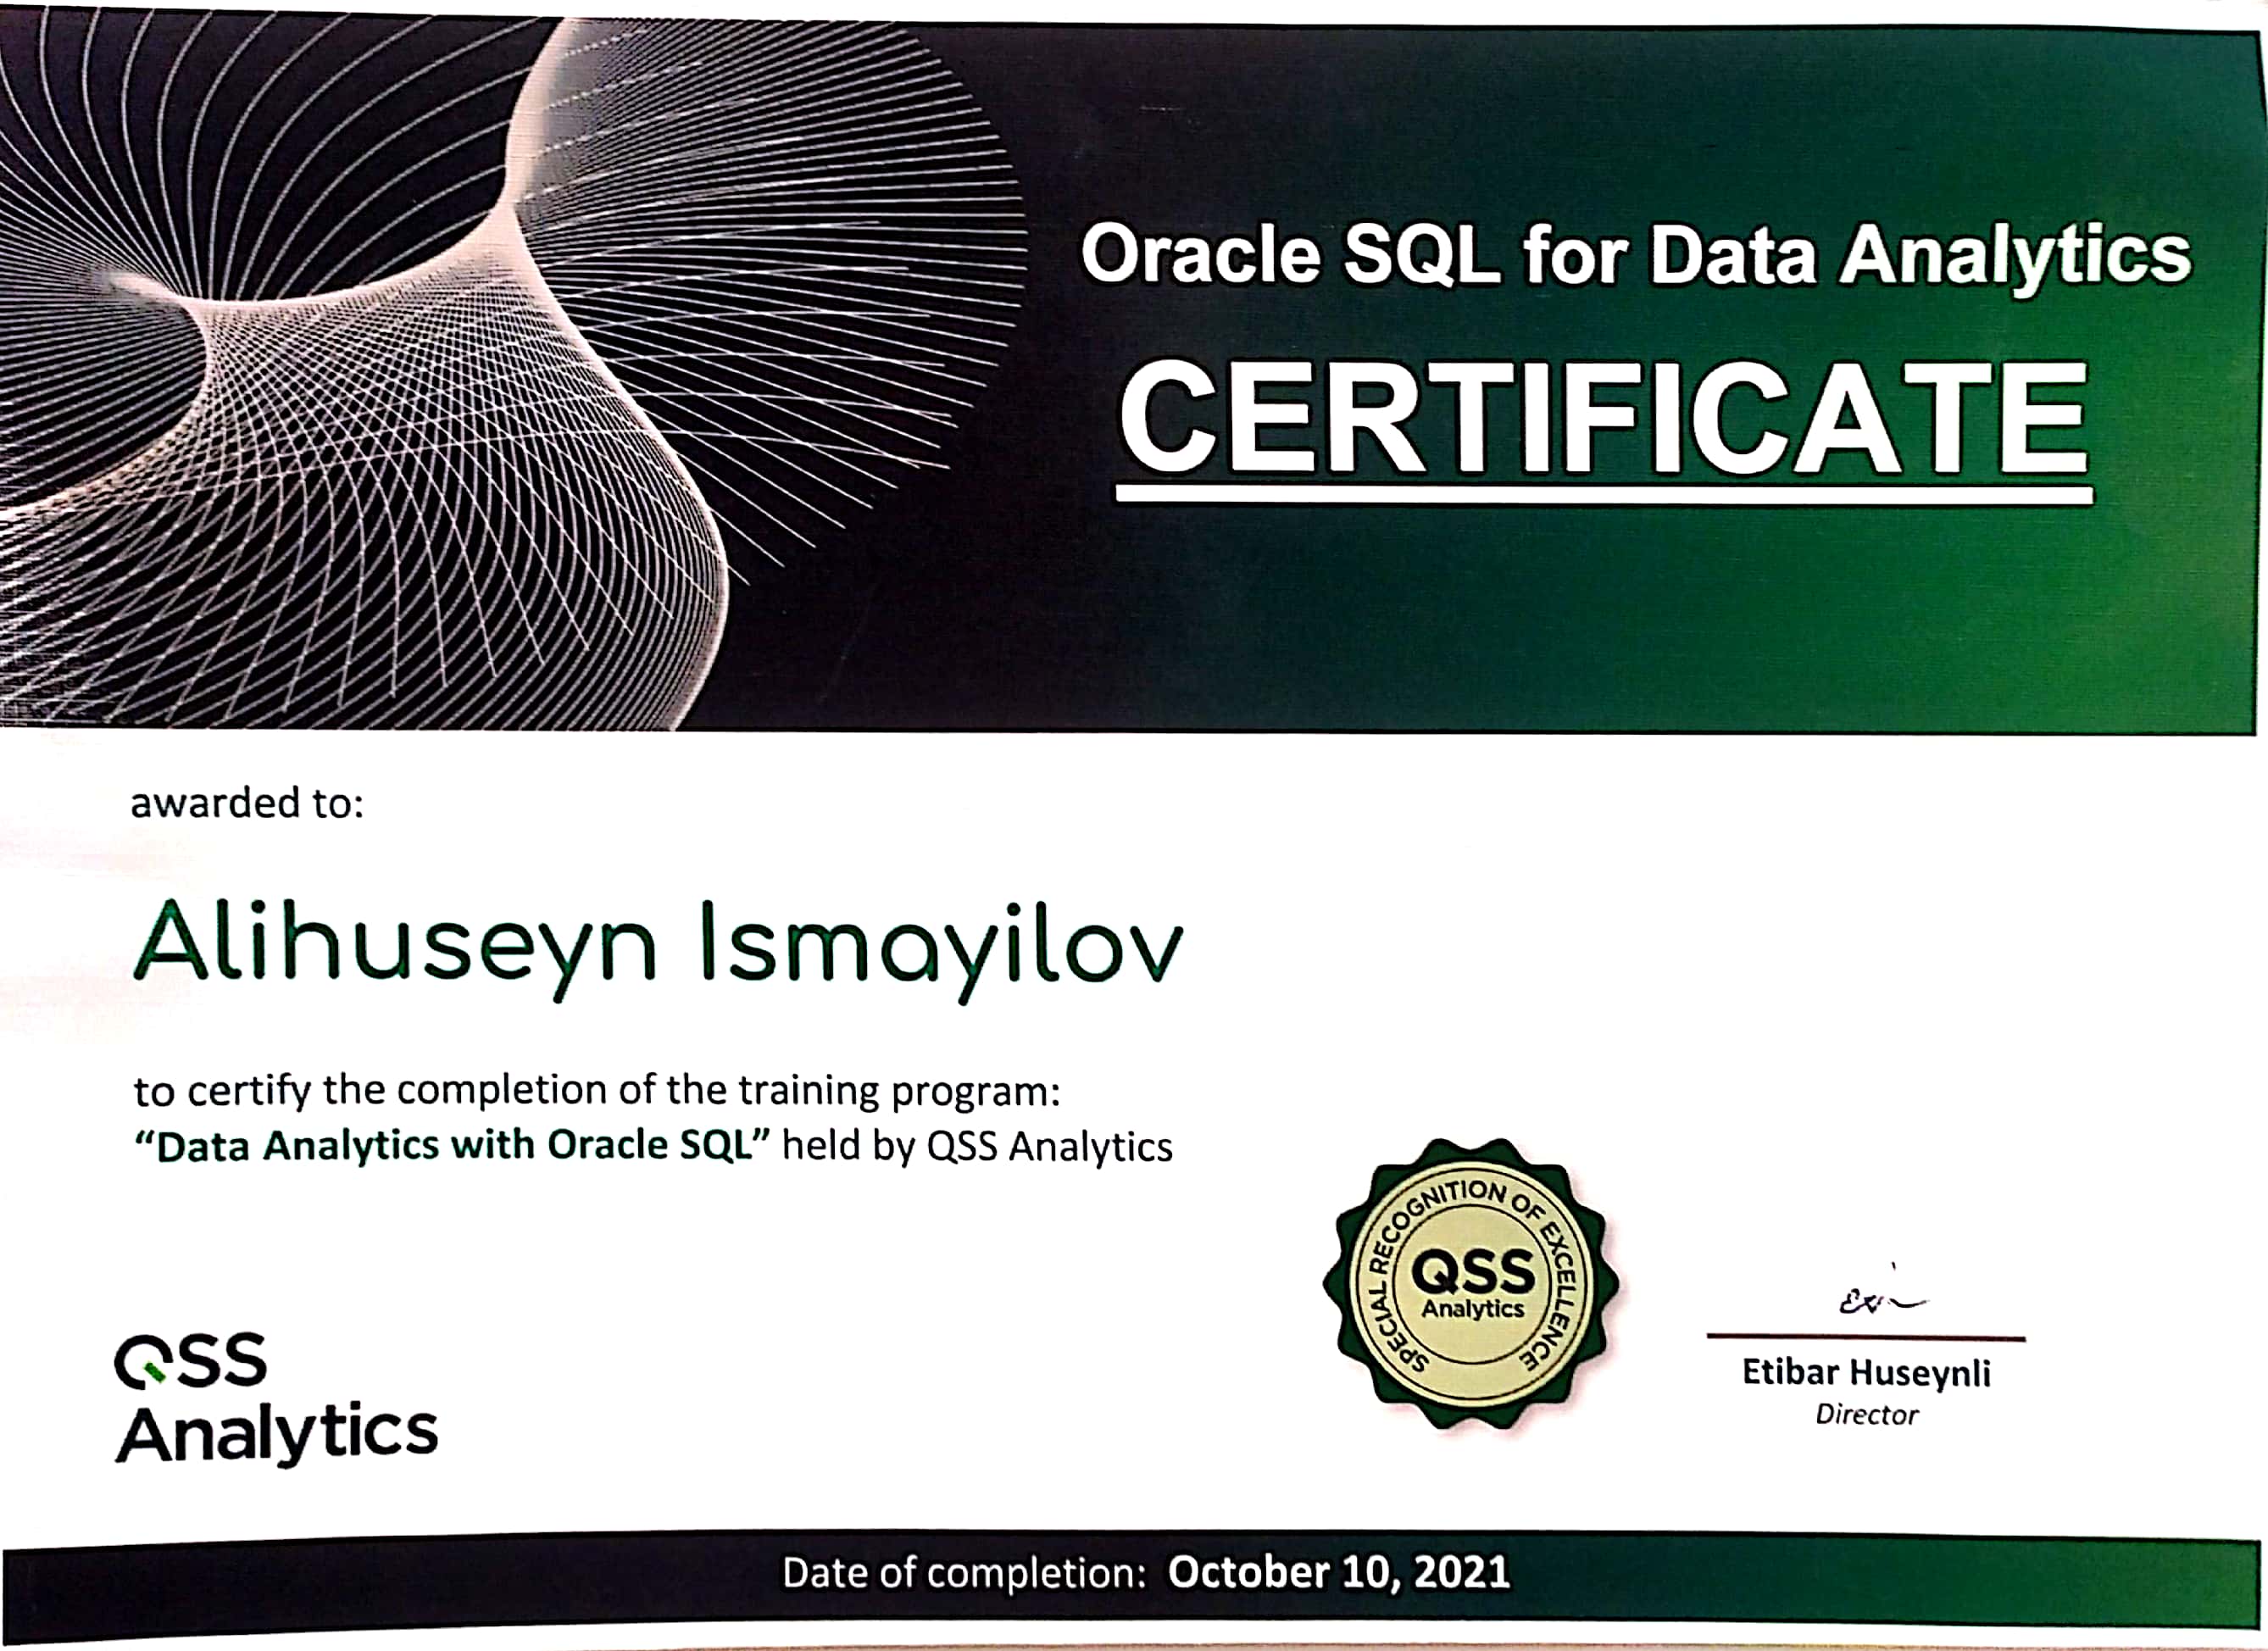 Oracle SQL for Data Analytics
CERTIFICATE
awarded to:
Alihuseyn Ismayilov
to certify the completion of the training program:
“Data Analytics with Oracle SQL” held by QSS Analytics
SPECIAL RECOGNITION OF EXCELLENCE
QSS
Analytics
QSS
Analytics
Etibar Huseynli
Director
Date of completion: October 10, 2021